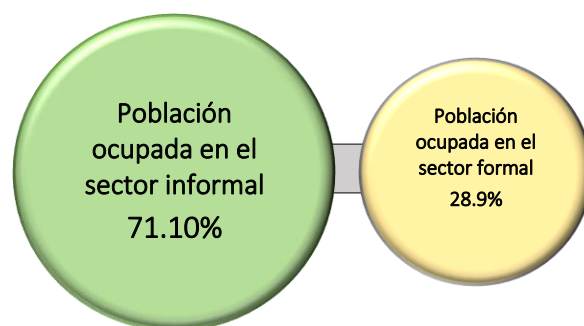 Población
ocupada en el
sector informal
71.10%
Población
ocupada en el
sector formal
28.9%